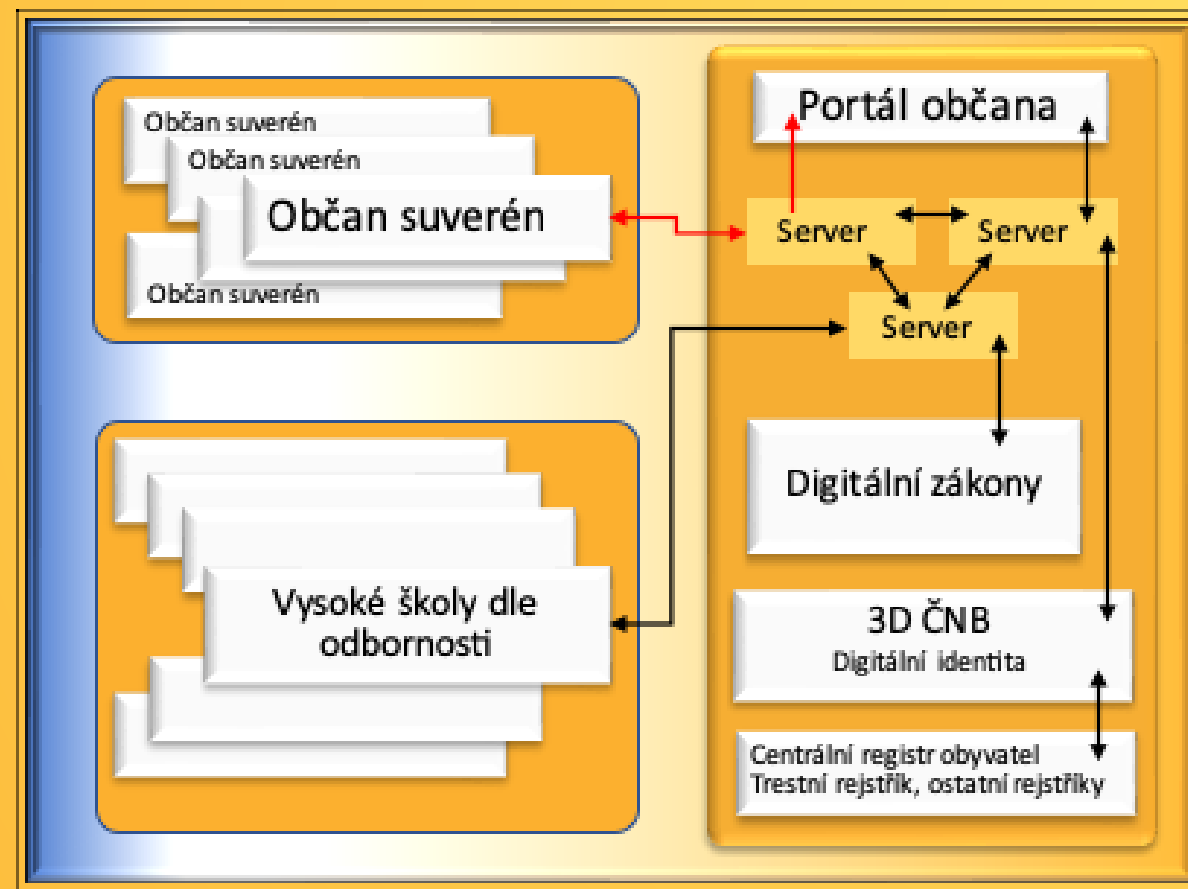 Občan suverén
Občan suverén
Občan suverén
Občan suverén
Vysoké školy dle
odbornosti
Portál občana
Server
Server
Server
Digitální zákony
3D ČNB
Digitální identita
Centrální registr obyvatel
Trestní rejstřík, ostatní rejstříky